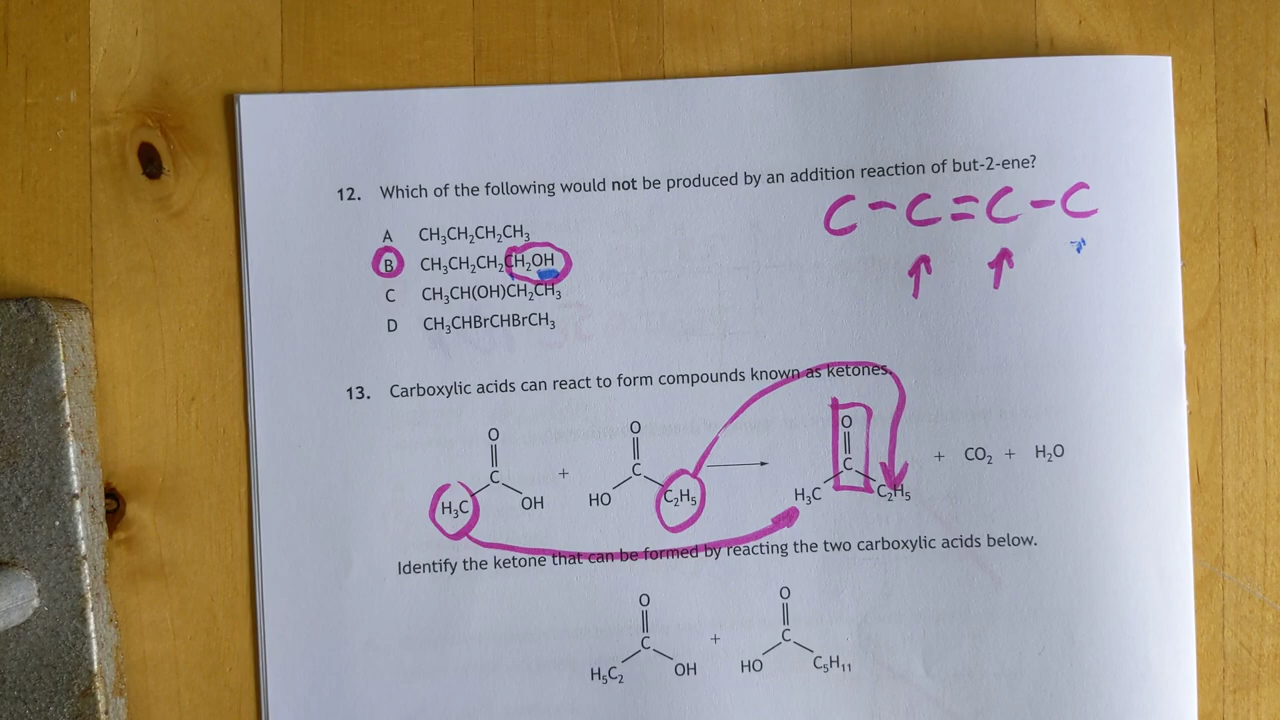 12. Which of the following would not be produced by an addition reaction of but-2-ene?
C - C = C - C
A CH₃CH₂CH₂CH₃
B CH₃CH₂CH₂CH₂OH
C CH₃CH(OH)CH₂CH₃
D CH₃CHBrCHBrCH₃
13. Carboxylic acids can react to form compounds known as ketones.
O O O
C + C C + CO₂ + H₂O
H₃C OH HO C₂H₅ H₃C C₂H₅
Identify the ketone that can be formed by reacting the two carboxylic acids below.
O O
C + C
H₅C₂ OH HO C₅H₁₁